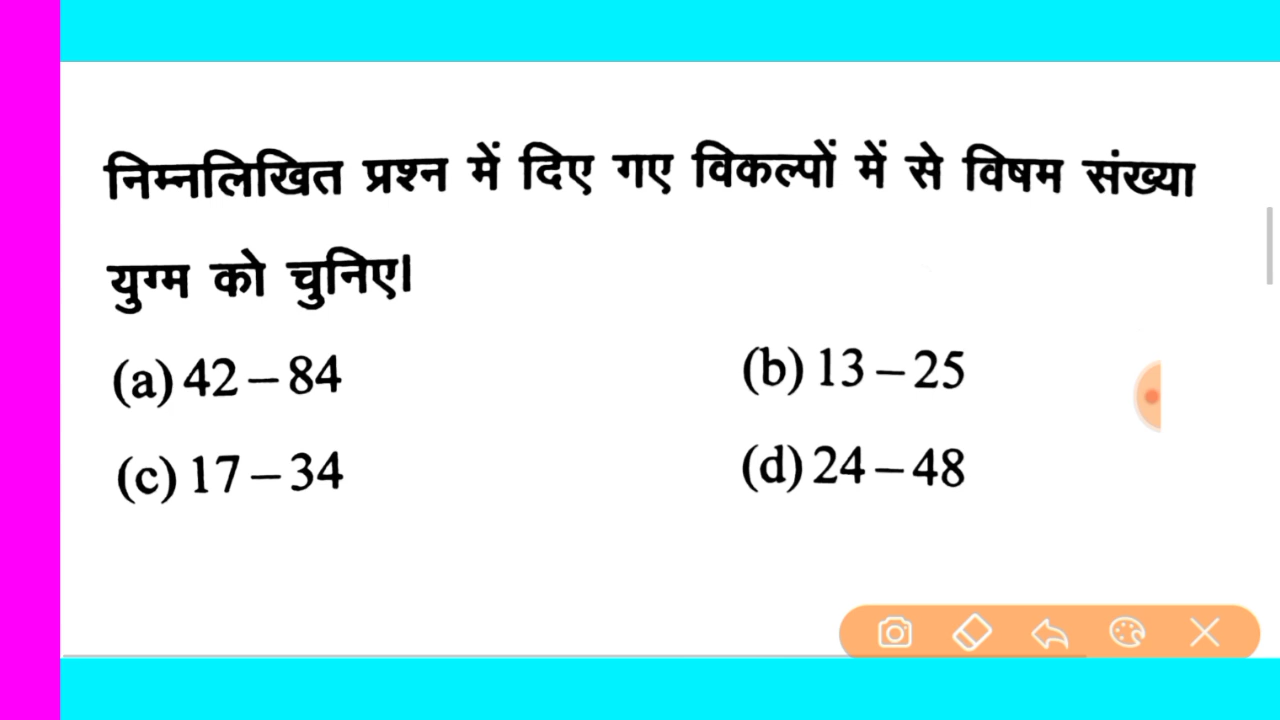 निम्नलिखित प्रश्न में दिए गए विकल्पों में से विषम संख्या
युग्म को चुनिए।
(a) 42 – 84 (b) 13 – 25
(c) 17 – 34 (d) 24 – 48